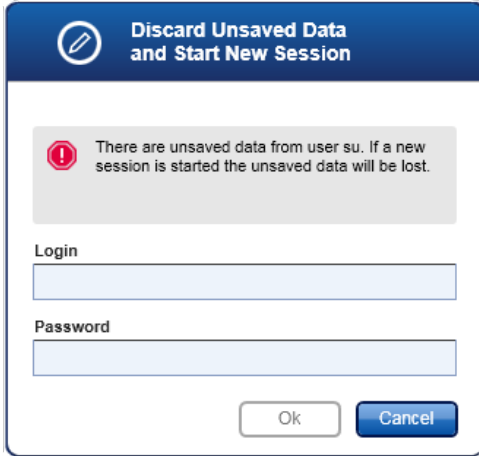 Discard Unsaved Data
and Start New Session
There are unsaved data from user su. If a new
session is started the unsaved data will be lost.
Login
Password
Ok
Cancel